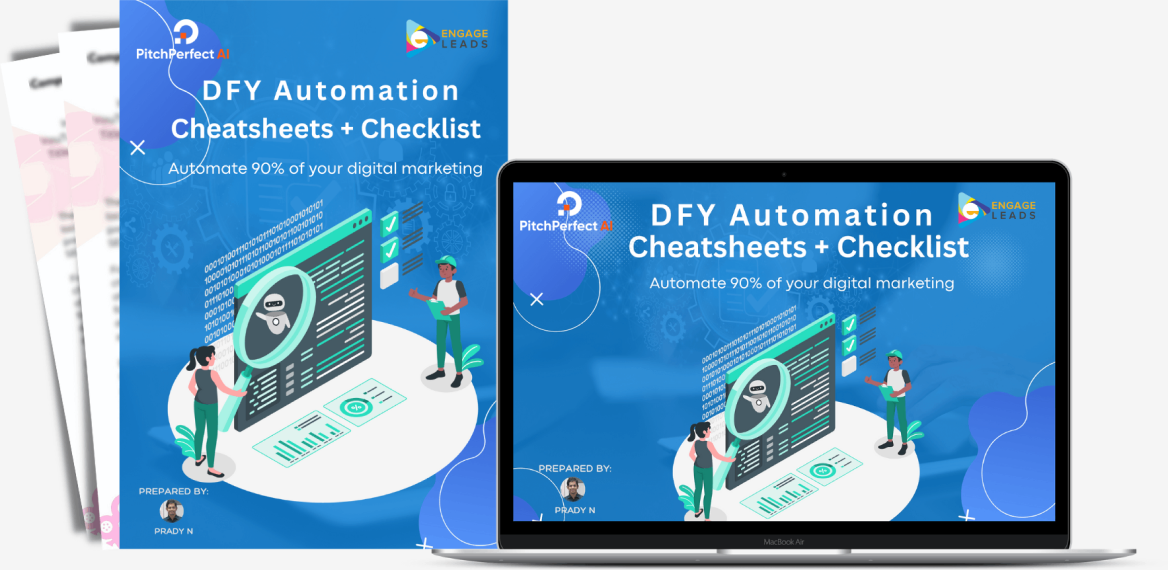 PitchPerfect AI
ENGAGE
LEADS
DFY Automation
Cheatsheets + Checklist
Automate 90% of your digital marketing
0001010011101010111010101000101010
PREPARED BY:
PRADY N
PitchPerfect AI
ENGAGE
LEADS
DFY Automation
Cheatsheets + Checklist
Automate 90% of your digital marketing
PREPARED BY:
PRADY N
MacBook Air